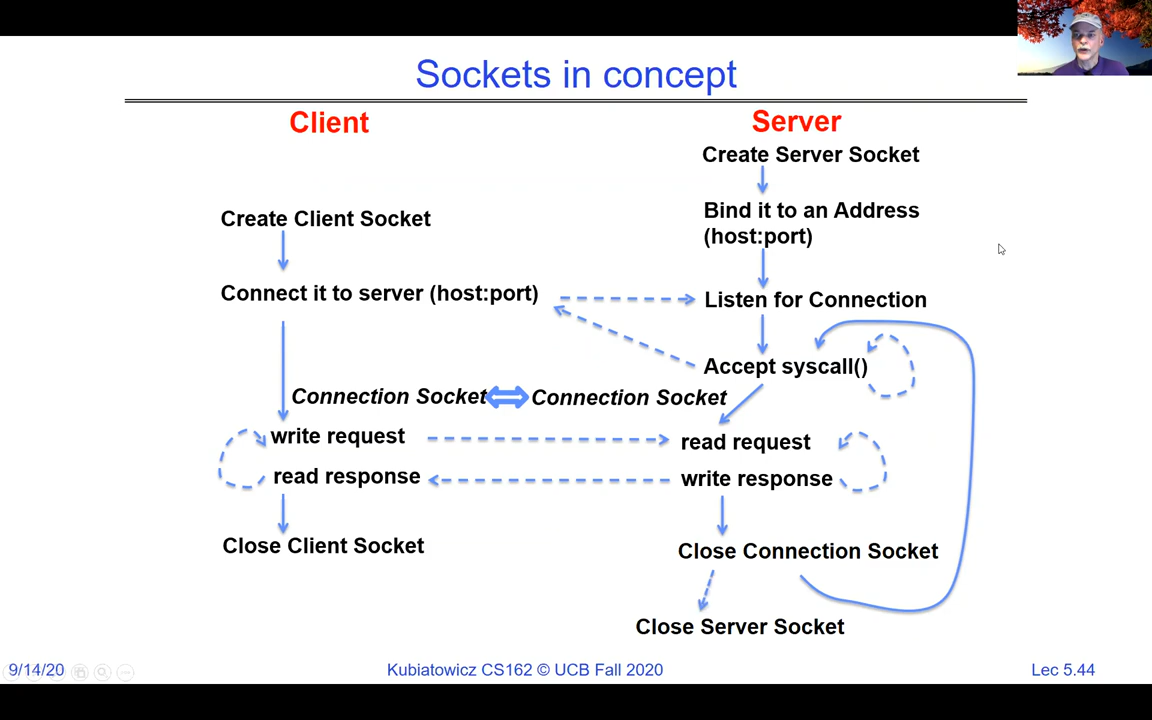 Sockets in concept
Client
Server
Create Server Socket
Bind it to an Address
(host:port)
Create Client Socket
Connect it to server (host:port)
Listen for Connection
Accept syscall()
Connection Socket
Connection Socket
write request
read request
read response
write response
Close Client Socket
Close Connection Socket
Close Server Socket
9/14/20
Kubiatowicz CS162 © UCB Fall 2020
Lec 5.44